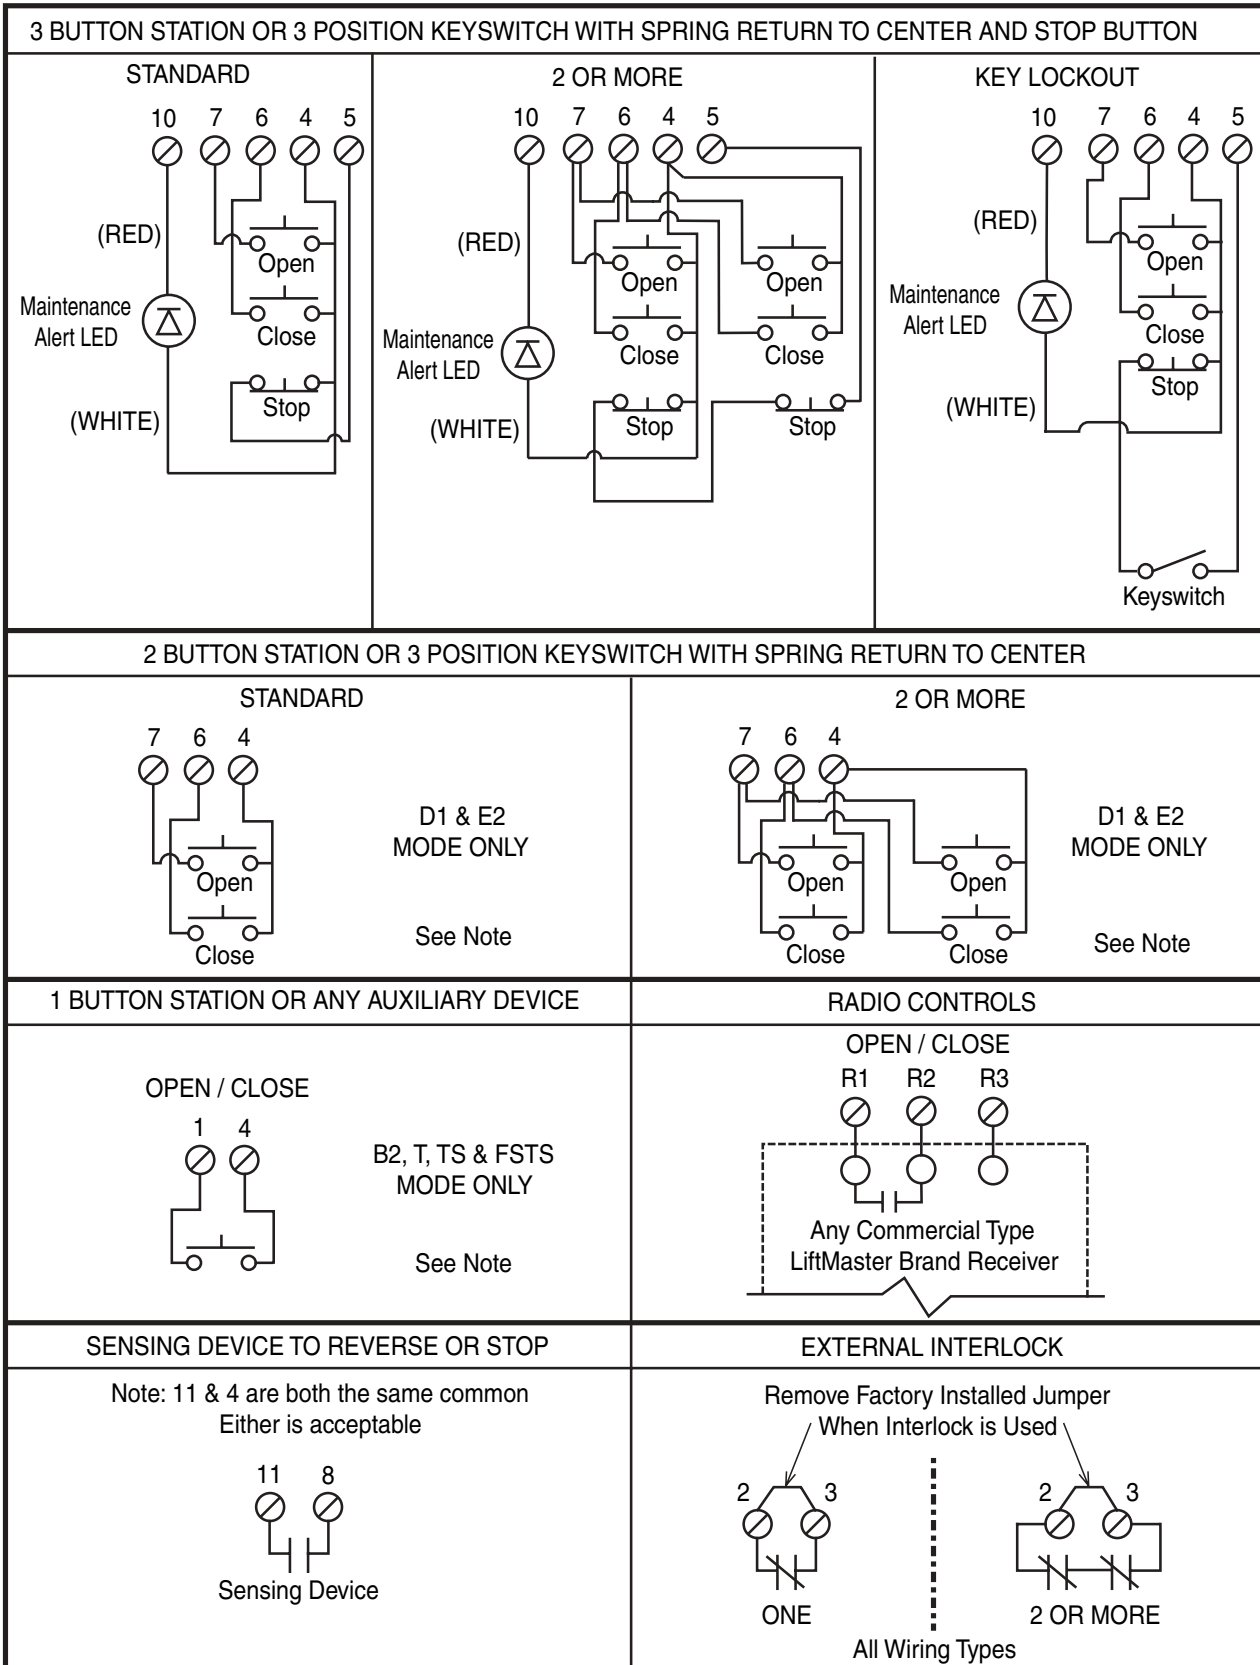 3 BUTTON STATION OR 3 POSITION KEYSWITCH WITH SPRING RETURN TO CENTER AND STOP BUTTON
STANDARD
10 7 6 4 5
(RED)
Open
Maintenance
Alert LED
Close
Stop
(WHITE)
2 OR MORE
10 7 6 4 5
(RED)
Open Open
Maintenance
Alert LED
Close Close
(WHITE)
Stop Stop
KEY LOCKOUT
10 7 6 4 5
(RED)
Open
Maintenance
Alert LED
Close
Stop
(WHITE)
Keyswitch
2 BUTTON STATION OR 3 POSITION KEYSWITCH WITH SPRING RETURN TO CENTER
STANDARD
7 6 4
D1 & E2
MODE ONLY
Open
See Note
Close
2 OR MORE
7 6 4
D1 & E2
MODE ONLY
Open Open
See Note
Close Close
1 BUTTON STATION OR ANY AUXILIARY DEVICE
OPEN / CLOSE
1 4
B2, T, TS & FSTS
MODE ONLY
See Note
RADIO CONTROLS
OPEN / CLOSE
R1 R2 R3
Any Commercial Type
LiftMaster Brand Receiver
SENSING DEVICE TO REVERSE OR STOP
Note: 11 & 4 are both the same common
Either is acceptable
11 8
Sensing Device
EXTERNAL INTERLOCK
Remove Factory Installed Jumper
When Interlock is Used
2 3 2 3
ONE 2 OR MORE
All Wiring Types